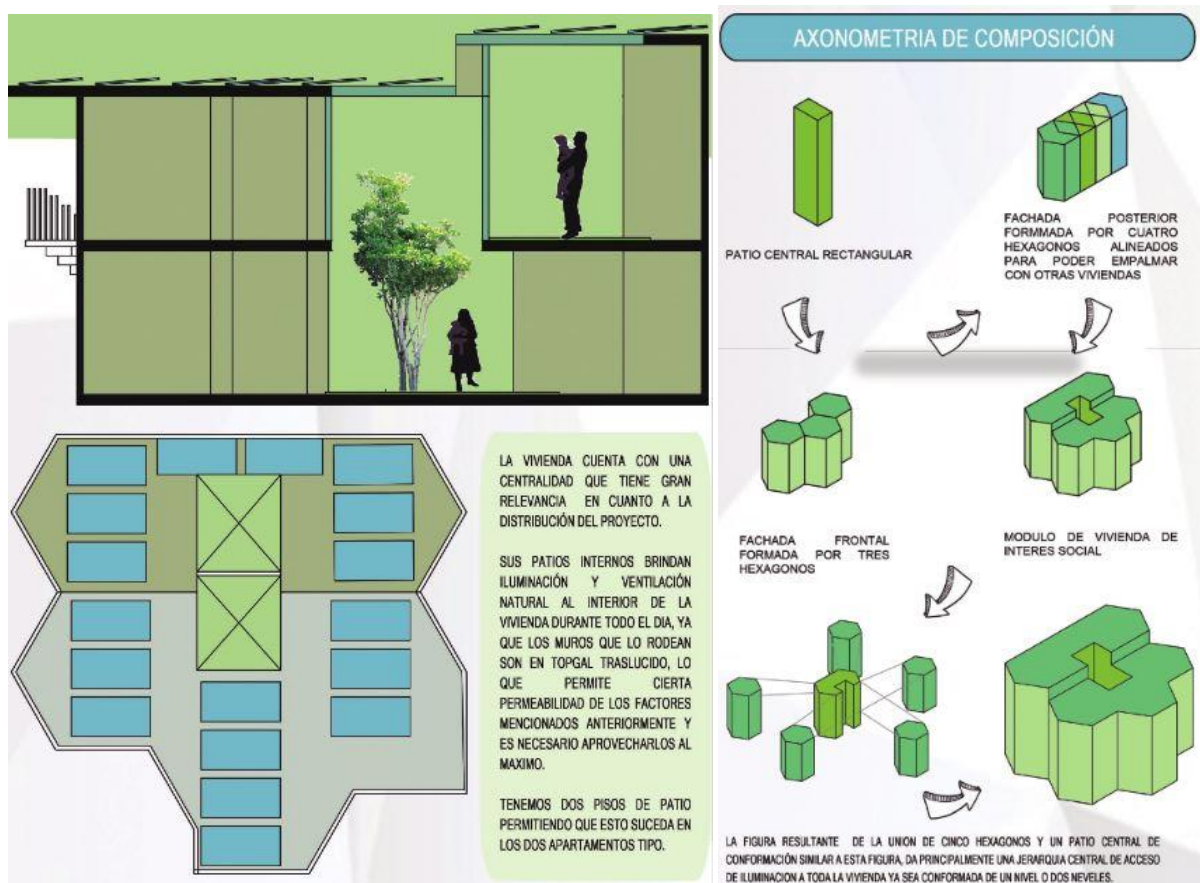 LA VIVIENDA CUENTA CON UNA
CENTRALIDAD QUE TIENE GRAN
RELEVANCIA EN CUANTO A LA
DISTRIBUCIÓN DEL PROYECTO.
SUS PATIOS INTERNOS BRINDAN
ILUMINACIÓN Y VENTILACIÓN
NATURAL AL INTERIOR DE LA
VIVIENDA DURANTE TODO EL DIA, YA
QUE LOS MUROS QUE LO RODEAN
SON EN TOPGAL TRASLUCIDO, LO
QUE PERMITE CIERTA
PERMEABILIDAD DE LOS FACTORES
MENCIONADOS ANTERIORMENTE Y
ES NECESARIO APROVECHARLOS AL
MAXIMO.
TENEMOS DOS PISOS DE PATIO
PERMITIENDO QUE ESTO SUCEDA EN
LOS DOS APARTAMENTOS TIPO.
AXONOMETRIA DE COMPOSICIÓN
PATIO CENTRAL RECTANGULAR
FACHADA POSTERIOR
FORMMADA POR CUATRO
HEXAGONOS ALINEADOS
PARA PODER EMPALMAR
CON OTRAS VIVIENDAS
FACHADA FRONTAL
FORMADA POR TRES
HEXAGONOS
MODULO DE VIVIENDA DE
INTERES SOCIAL
LA FIGURA RESULTANTE DE LA UNION DE CINCO HEXAGONOS Y UN PATIO CENTRAL DE
CONFORMACIÓN SIMILAR A ESTA FIGURA, DA PRINCIPALMENTE UNA JERARQUIA CENTRAL DE ACCESO
DE ILUMINACION A TODA LA VIVIENDA YA SEA CONFORMADA DE UN NIVEL O DOS NEVELES.